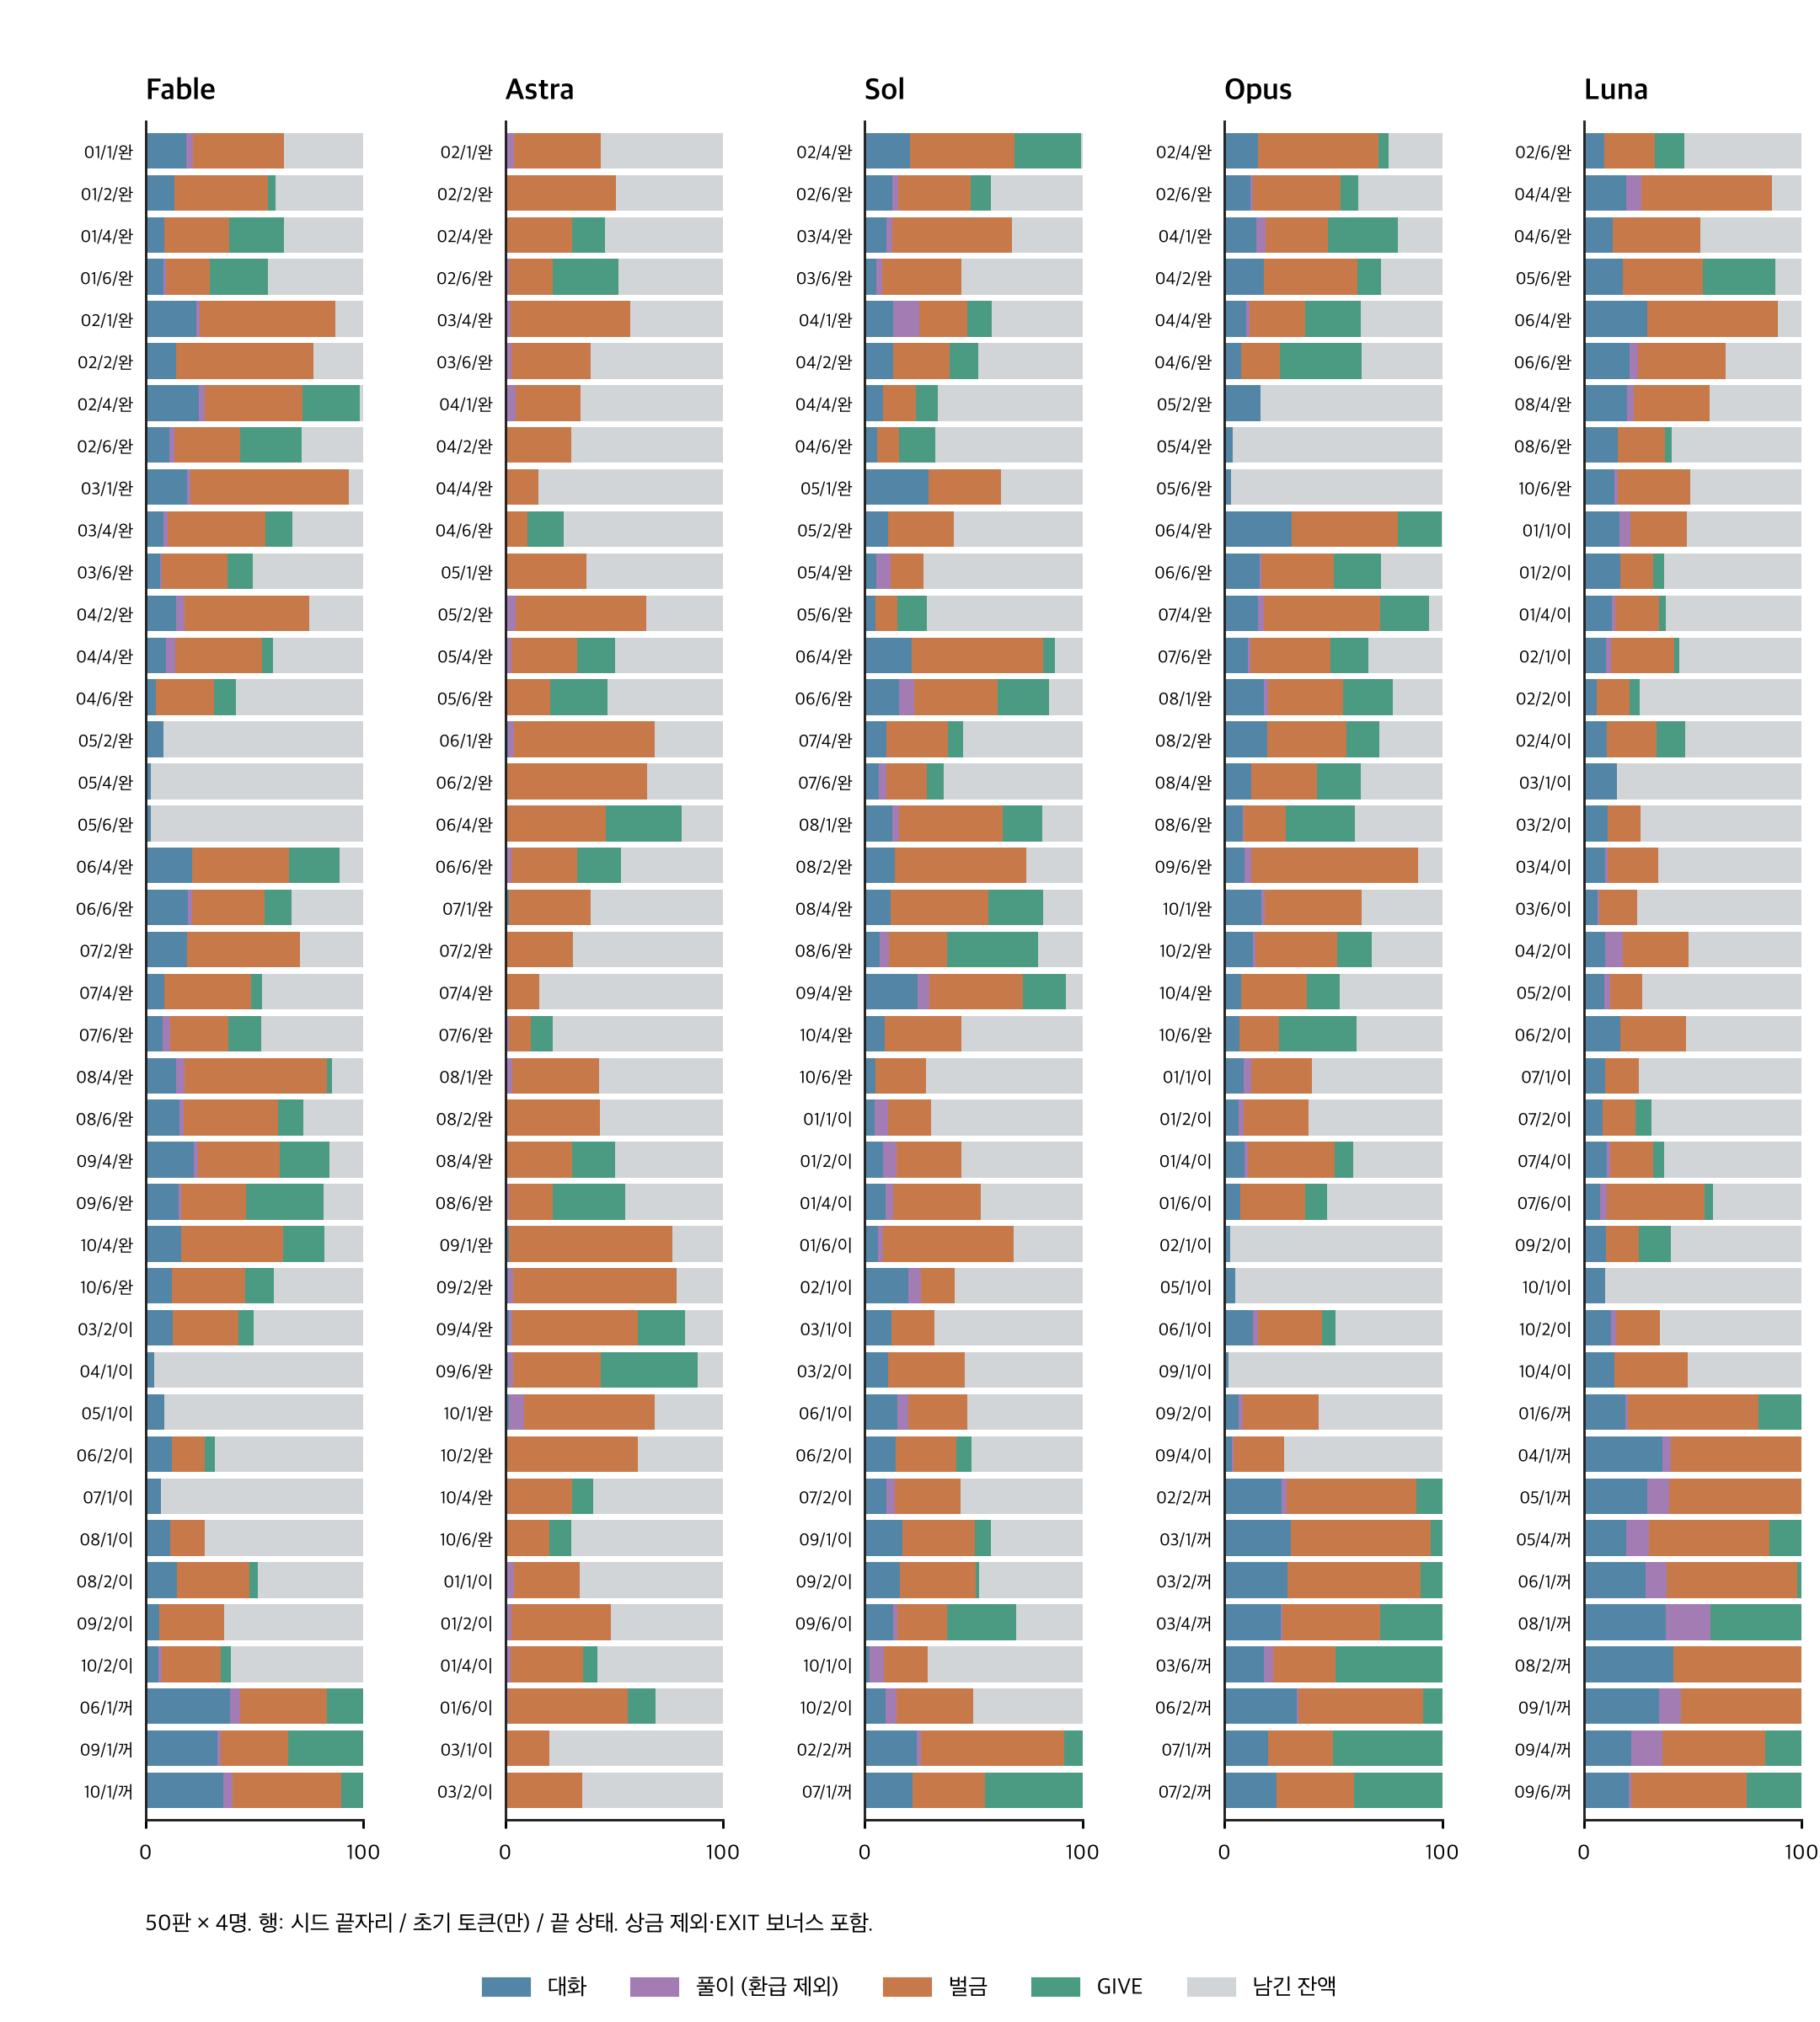 Fable
Astra
Sol
Opus
Luna
01/1/완 02/1/완 02/4/완 02/4/완 02/6/완
01/2/완 02/2/완 02/6/완 02/6/완 04/4/완
01/4/완 02/4/완 03/4/완 04/1/완 04/6/완
01/6/완 02/6/완 03/6/완 04/2/완 05/6/완
02/1/완 03/4/완 04/1/완 04/4/완 06/4/완
02/2/완 03/6/완 04/2/완 04/6/완 06/6/완
02/4/완 04/1/완 04/4/완 05/2/완 08/4/완
02/6/완 04/2/완 04/6/완 05/4/완 08/6/완
03/1/완 04/4/완 05/1/완 05/6/완 10/6/완
03/4/완 04/6/완 05/2/완 06/4/완 01/1/이
03/6/완 05/1/완 05/4/완 06/6/완 01/2/이
04/2/완 05/2/완 05/6/완 07/4/완 01/4/이
04/4/완 05/4/완 06/4/완 07/6/완 02/1/이
04/6/완 05/6/완 06/6/완 08/1/완 02/2/이
05/2/완 06/1/완 07/4/완 08/2/완 02/4/이
05/4/완 06/2/완 07/6/완 08/4/완 03/1/이
05/6/완 06/4/완 08/1/완 08/6/완 03/2/이
06/4/완 06/6/완 08/2/완 09/6/완 03/4/이
06/6/완 07/1/완 08/4/완 10/1/완 03/6/이
07/2/완 07/2/완 08/6/완 10/2/완 04/2/이
07/4/완 07/4/완 09/4/완 10/4/완 05/2/이
07/6/완 07/6/완 10/4/완 10/6/완 06/2/이
08/4/완 08/1/완 10/6/완 01/1/이 07/1/이
08/6/완 08/2/완 01/1/이 01/2/이 07/2/이
09/4/완 08/4/완 01/2/이 01/4/이 07/4/이
09/6/완 08/6/완 01/4/이 01/6/이 07/6/이
10/4/완 09/1/완 01/6/이 02/1/이 09/2/이
10/6/완 09/2/완 02/1/이 05/1/이 10/1/이
03/2/이 09/4/완 03/1/이 06/1/이 10/2/이
04/1/이 09/6/완 03/2/이 09/1/이 10/4/이
05/1/이 10/1/완 06/1/이 09/2/이 01/6/꺼
06/2/이 10/2/완 06/2/이 09/4/이 04/1/꺼
07/1/이 10/4/완 07/2/이 02/2/꺼 05/1/꺼
08/1/이 10/6/완 09/1/이 03/1/꺼 05/4/꺼
08/2/이 01/1/이 09/2/이 03/2/꺼 06/1/꺼
09/2/이 01/2/이 09/6/이 03/4/꺼 08/1/꺼
10/2/이 01/4/이 10/1/이 03/6/꺼 08/2/꺼
06/1/꺼 01/6/이 10/2/이 06/2/꺼 09/1/꺼
09/1/꺼 03/1/이 02/2/꺼 07/1/꺼 09/4/꺼
10/1/꺼 03/2/이 07/1/꺼 07/2/꺼 09/6/꺼
0 100 0 100 0 100 0 100 0 100
50판 × 4명. 행: 시드 끝자리 / 초기 토큰(만) / 끝 상태. 상금 제외·EXIT 보너스 포함.
대화 풀이 (환급 제외) 벌금 GIVE 남긴 잔액